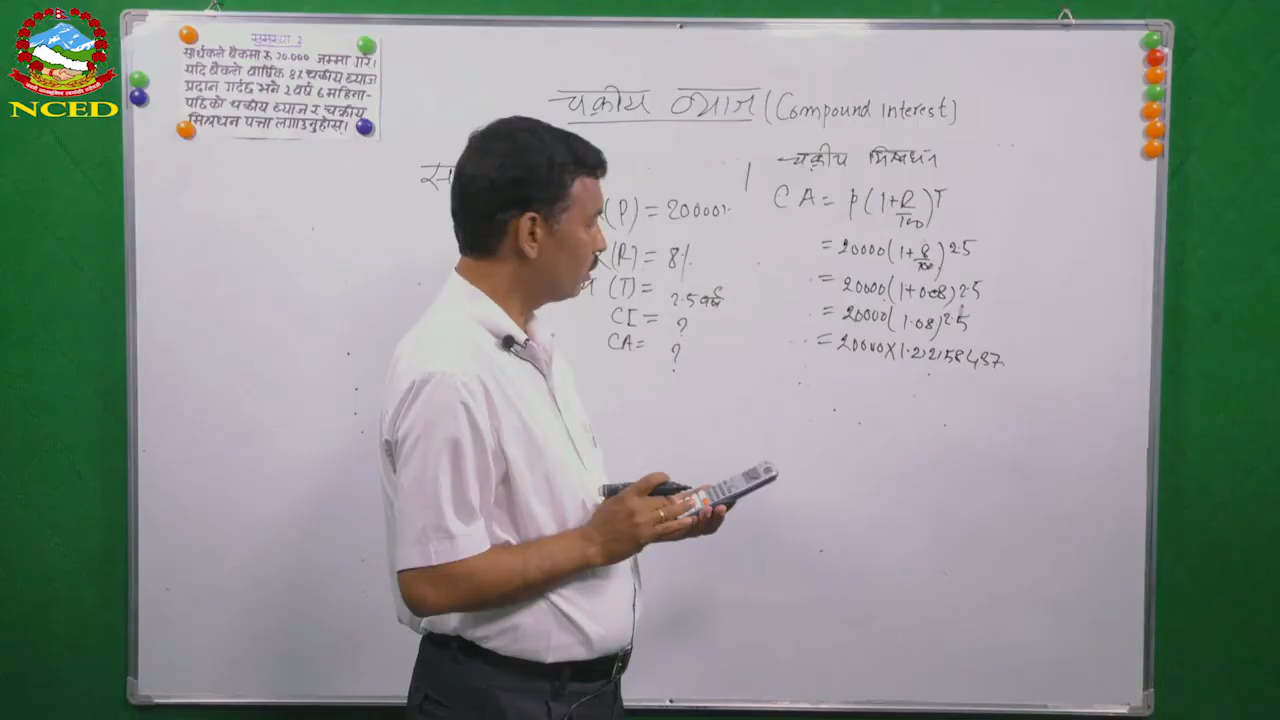 NCED
समस्या २
सार्थकले बैंकमा रु २०.००० जम्मा गरे।
यदि बैंकले वार्षिक ८% चक्रीय ब्याज
प्रदान गर्दछ भने २ वर्ष ६ महिना-
पछिको चक्रीय ब्याज र चक्रीय
मिश्रधन पत्ता लगाउनुहोस्।
चक्रीय ब्याज (Compound Interest)
स
(P) = 20000
(R) = 8%
(T) = 2.5 वर्ष
CI = ?
CA = ?
चक्रीय मिश्रधन
CA = P(1+R/100)T
= 20000(1+8/100)2.5
= 20000(1+0.08)2.5
= 20000(1.08)2.5